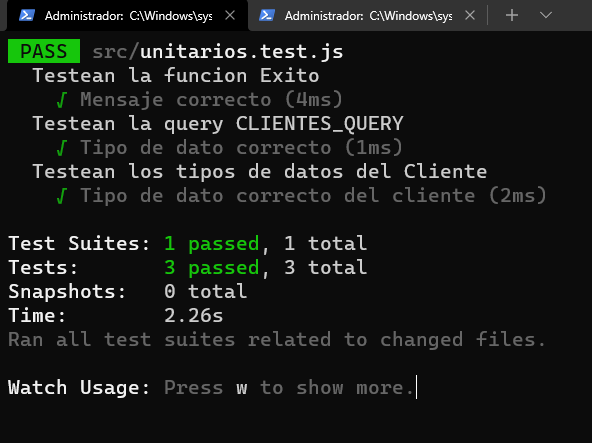 Administrador: C:\Windows\sys
Administrador: C:\Windows\sys
PASS src/unitarios.test.js
Testean la funcion Exito
√ Mensaje correcto (4ms)
Testean la query CLIENTES_QUERY
√ Tipo de dato correcto (1ms)
Testean los tipos de datos del Cliente
√ Tipo de dato correcto del cliente (2ms)
Test Suites: 1 passed, 1 total
Tests: 3 passed, 3 total
Snapshots: 0 total
Time: 2.26s
Ran all test suites related to changed files.
Watch Usage: Press w to show more.